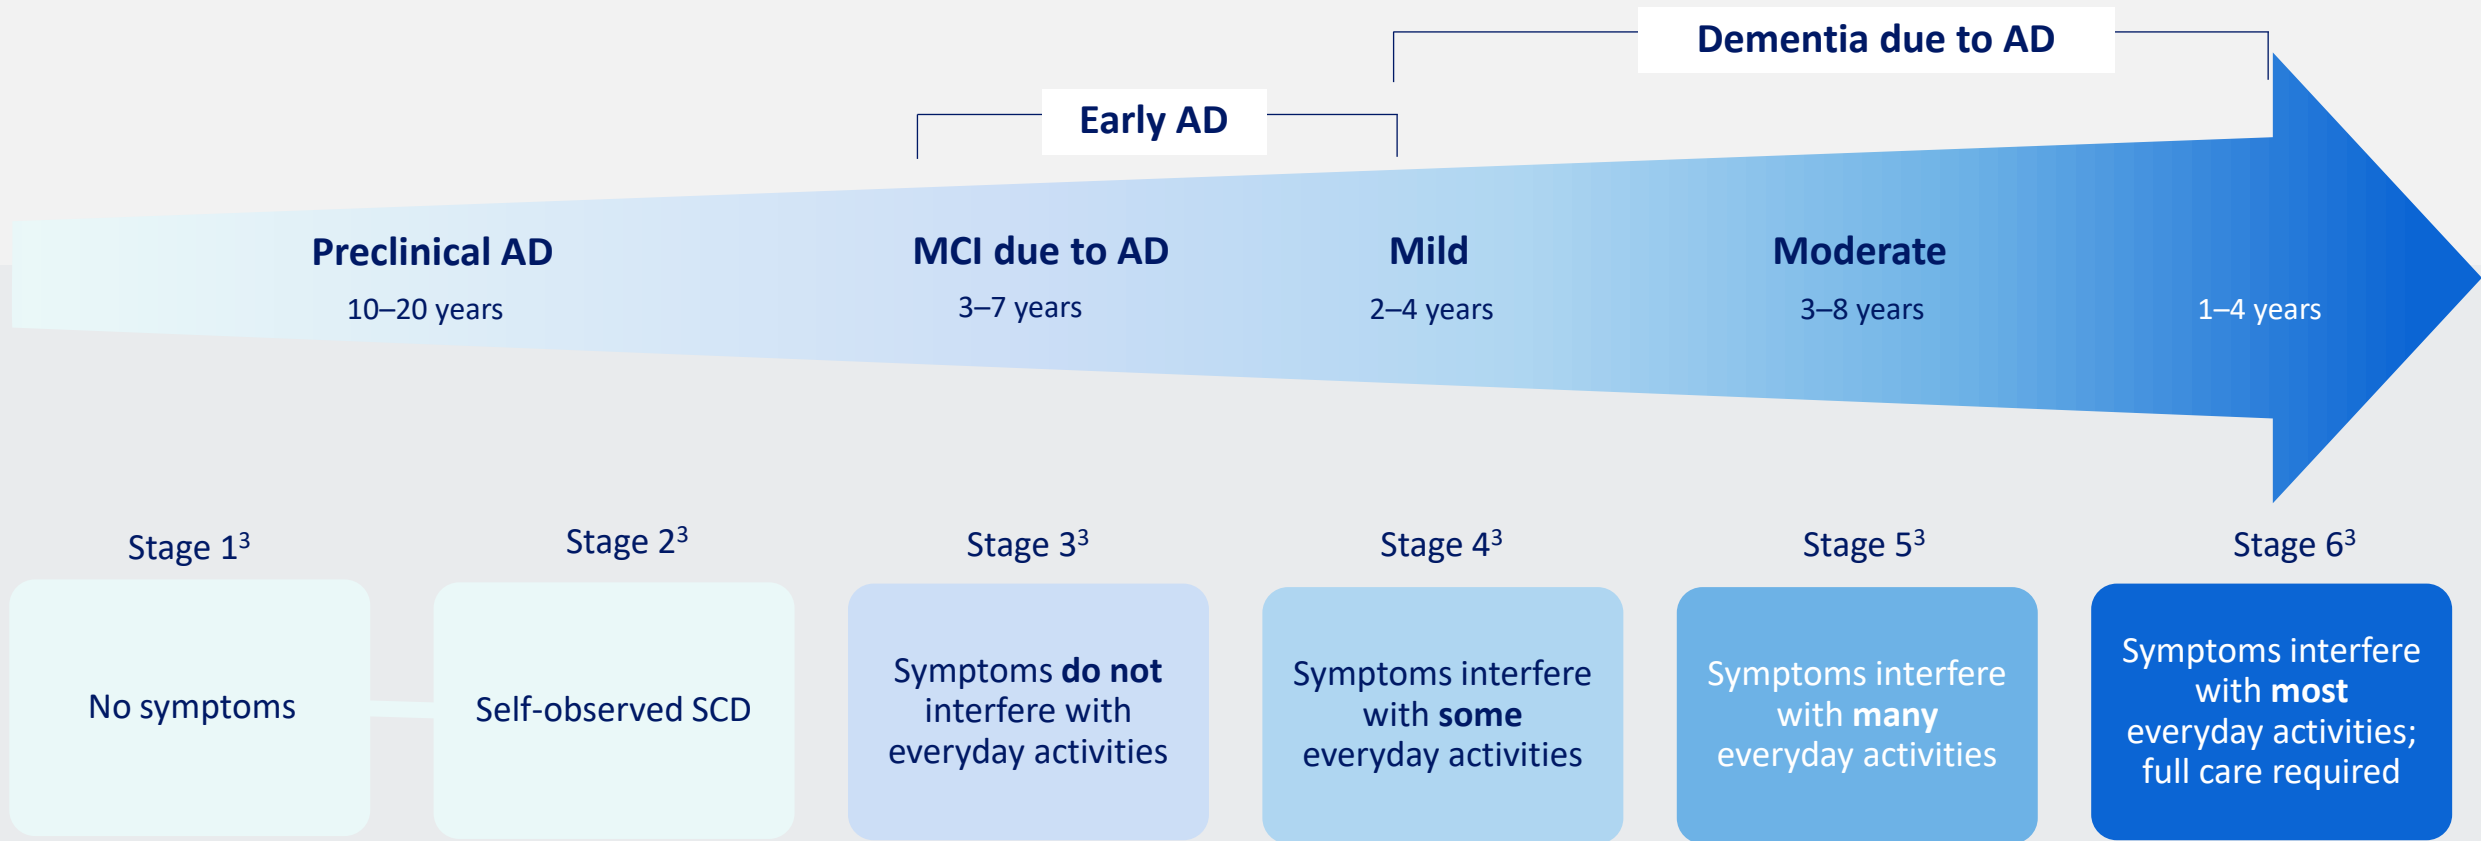 Dementia due to AD
Early AD
Preclinical AD
10–20 years
MCI due to AD
3–7 years
Mild
2–4 years
Moderate
3–8 years
1–4 years
Stage 1³
No symptoms
Stage 2³
Self-observed SCD
Stage 3³
Symptoms do not
interfere with
everyday activities
Stage 4³
Symptoms interfere
with some
everyday activities
Stage 5³
Symptoms interfere
with many
everyday activities
Stage 6³
Symptoms interfere
with most
everyday activities;
full care required